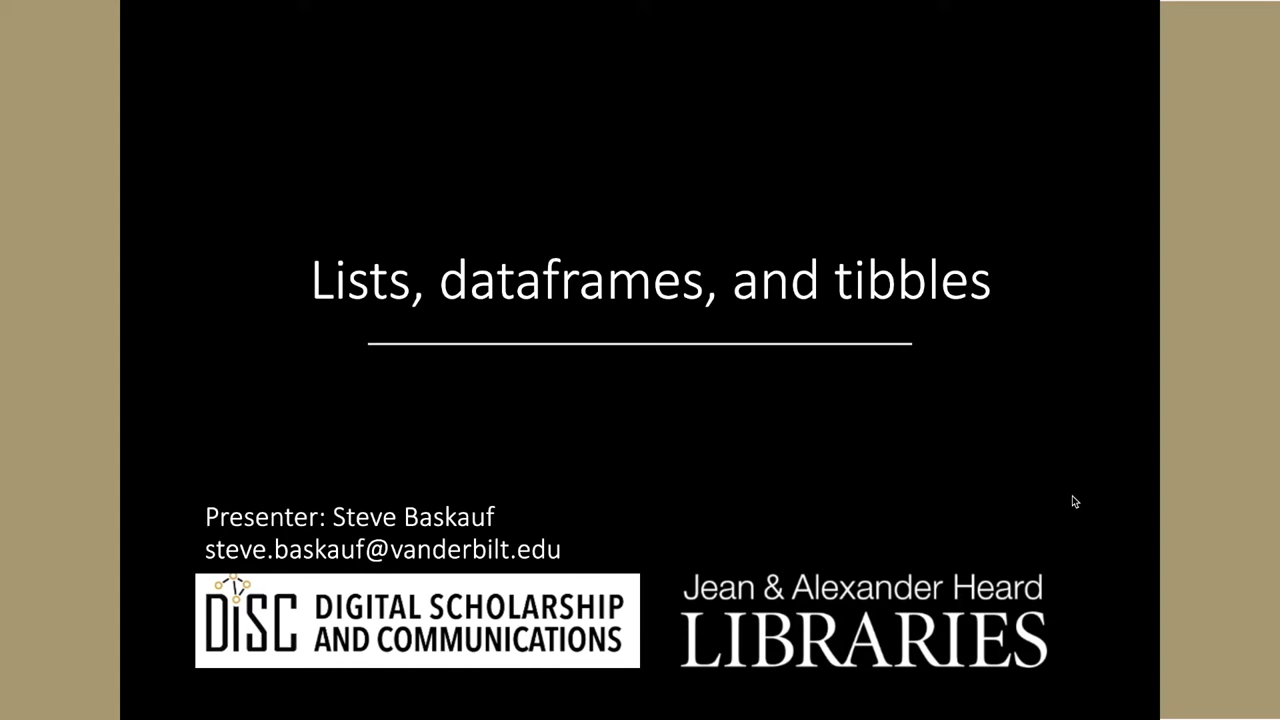 Lists, dataframes, and tibbles
Presenter: Steve Baskauf
steve.baskauf@vanderbilt.edu
DiSC DIGITAL SCHOLARSHIP
AND COMMUNICATIONS
Jean & Alexander Heard
LIBRARIES